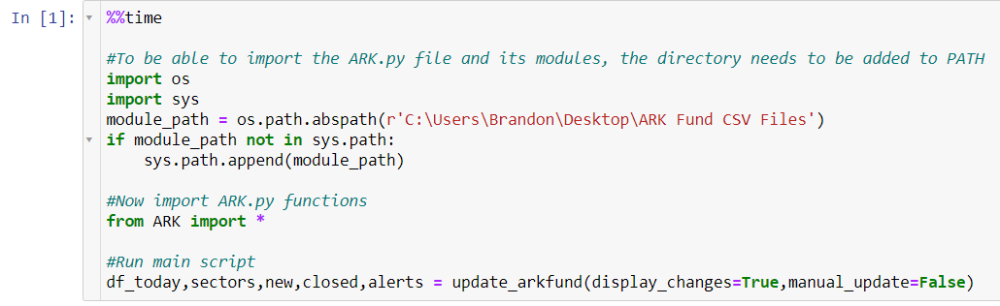 In [1]:
%%time
#To be able to import the ARK.py file and its modules, the directory needs to be added to PATH
import os
import sys
module_path = os.path.abspath(r'C:\Users\Brandon\Desktop\ARK Fund CSV Files')
if module_path not in sys.path:
    sys.path.append(module_path)
#Now import ARK.py functions
from ARK import *
#Run main script
df_today,sectors,new,closed,alerts = update_arkfund(display_changes=True,manual_update=False)